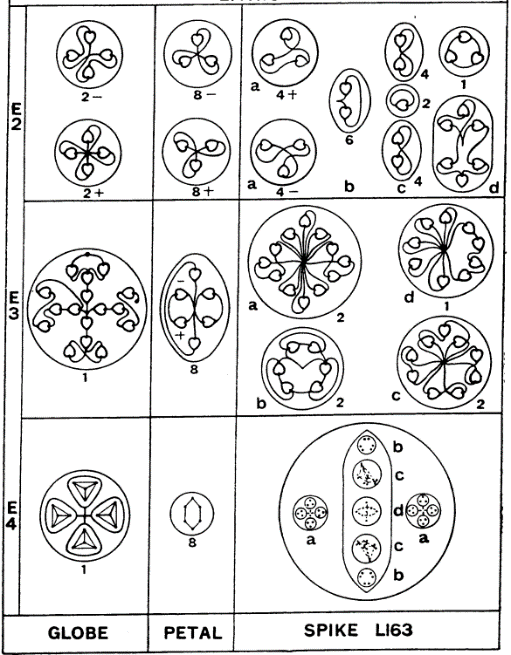 E2
2-
8-
a 4+
6
4
2
1
2+
8+
a 4-
b
c 4
d
E3
1
-
+
8
a 2
d 1
b 2
c 2
E4
1
8
b
c
a d a
c
b
GLOBE PETAL SPIKE L163